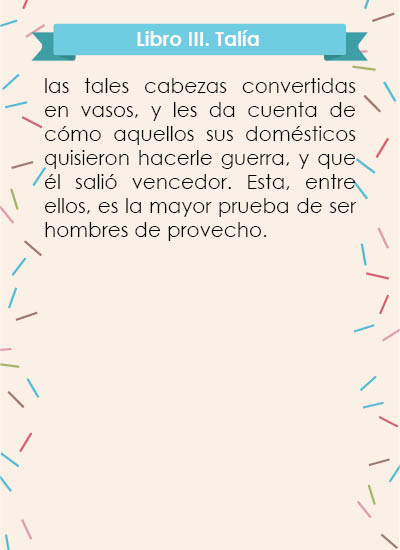 Libro III. Talía
las tales cabezas convertidas
en vasos, y les da cuenta de
cómo aquellos sus domésticos
quisieron hacerle guerra, y que
él salió vencedor. Esta, entre
ellos, es la mayor prueba de ser
hombres de provecho.